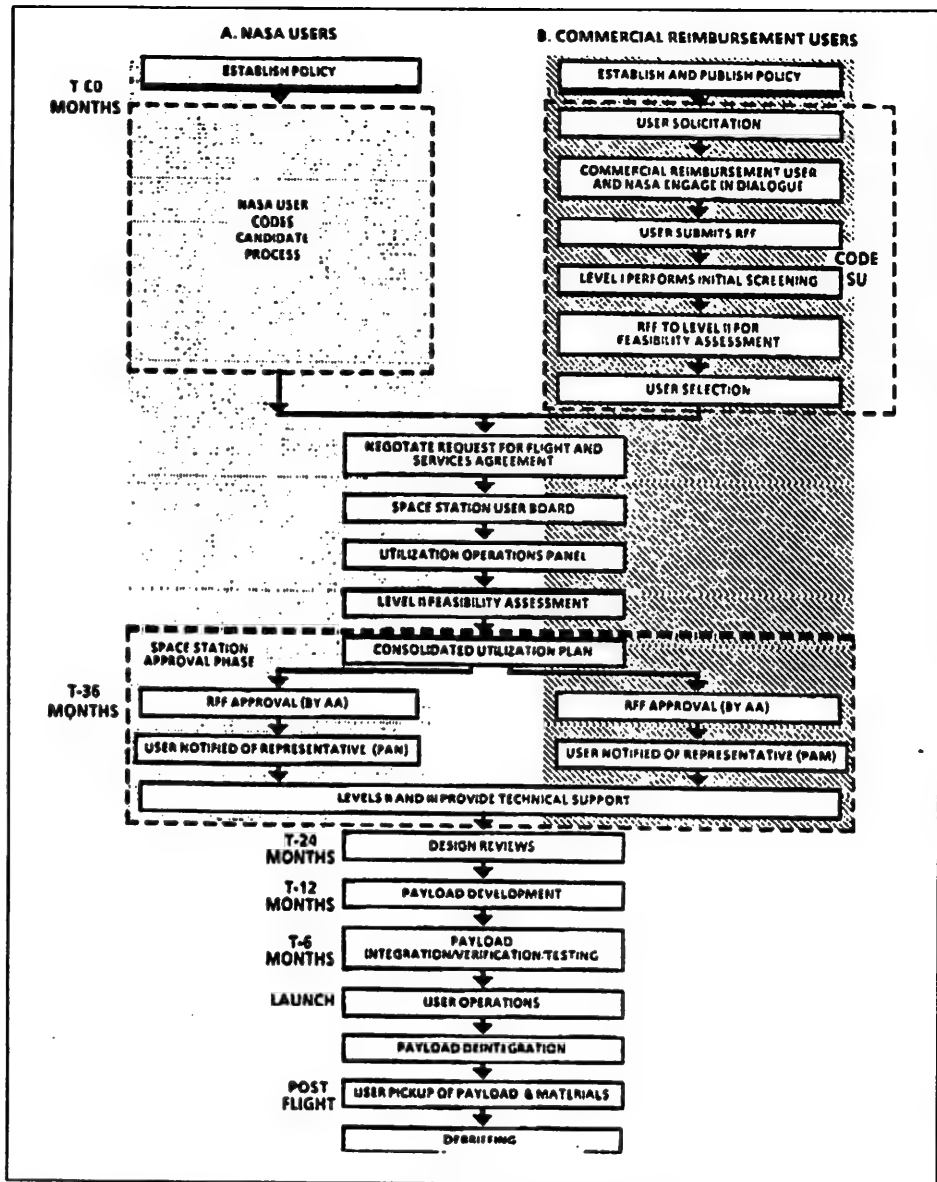 A. NASA USERS
B. COMMERCIAL REIMBURSEMENT USERS
ESTABLISH POLICY
ESTABLISH AND PUBLISH POLICY
T
MONTHS
USER SOLICITATION
COMMERCIAL REIMBURSEMENT USER
AND NASA ENGAGE IN DIALOGUE
NASA USER
CODES
CANDIDATE
PROCESS
USER SUBMITS RFF
CODE
SU
LEVEL I PERFORMS INITIAL SCREENING
RFF TO LEVEL II FOR
FEASIBILITY ASSESSMENT
USER SELECTION
NEGOTATE REQUEST FOR FLIGHT AND
SERVICES AGREEMENT
SPACE STATION USER BOARD
UTILIZATION OPERATIONS PANEL
LEVEL II FEASIBILITY ASSESSMENT
SPACE STATION
APPROVAL PHASE
CONSOLIDATED UTILIZATION PLAN
T-36
MONTHS
RFF APPROVAL (BY AA)
RFF APPROVAL (BY AA)
USER NOTIFIED OF REPRESENTATIVE (PAM)
USER NOTIFIED OF REPRESENTATIVE (PAM)
LEVELS II AND III PROVIDE TECHNICAL SUPPORT
T-24
MONTHS
DESIGN REVIEWS
T-12
MONTHS
PAYLOAD DEVELOPMENT
T-6
MONTHS
PAYLOAD
INTEGRATION/VERIFICATION/TESTING
LAUNCH
USER OPERATIONS
PAYLOAD DEINTEGRATION
POST
FLIGHT
USER PICKUP OF PAYLOAD & MATERIALS
DEBRIEFING